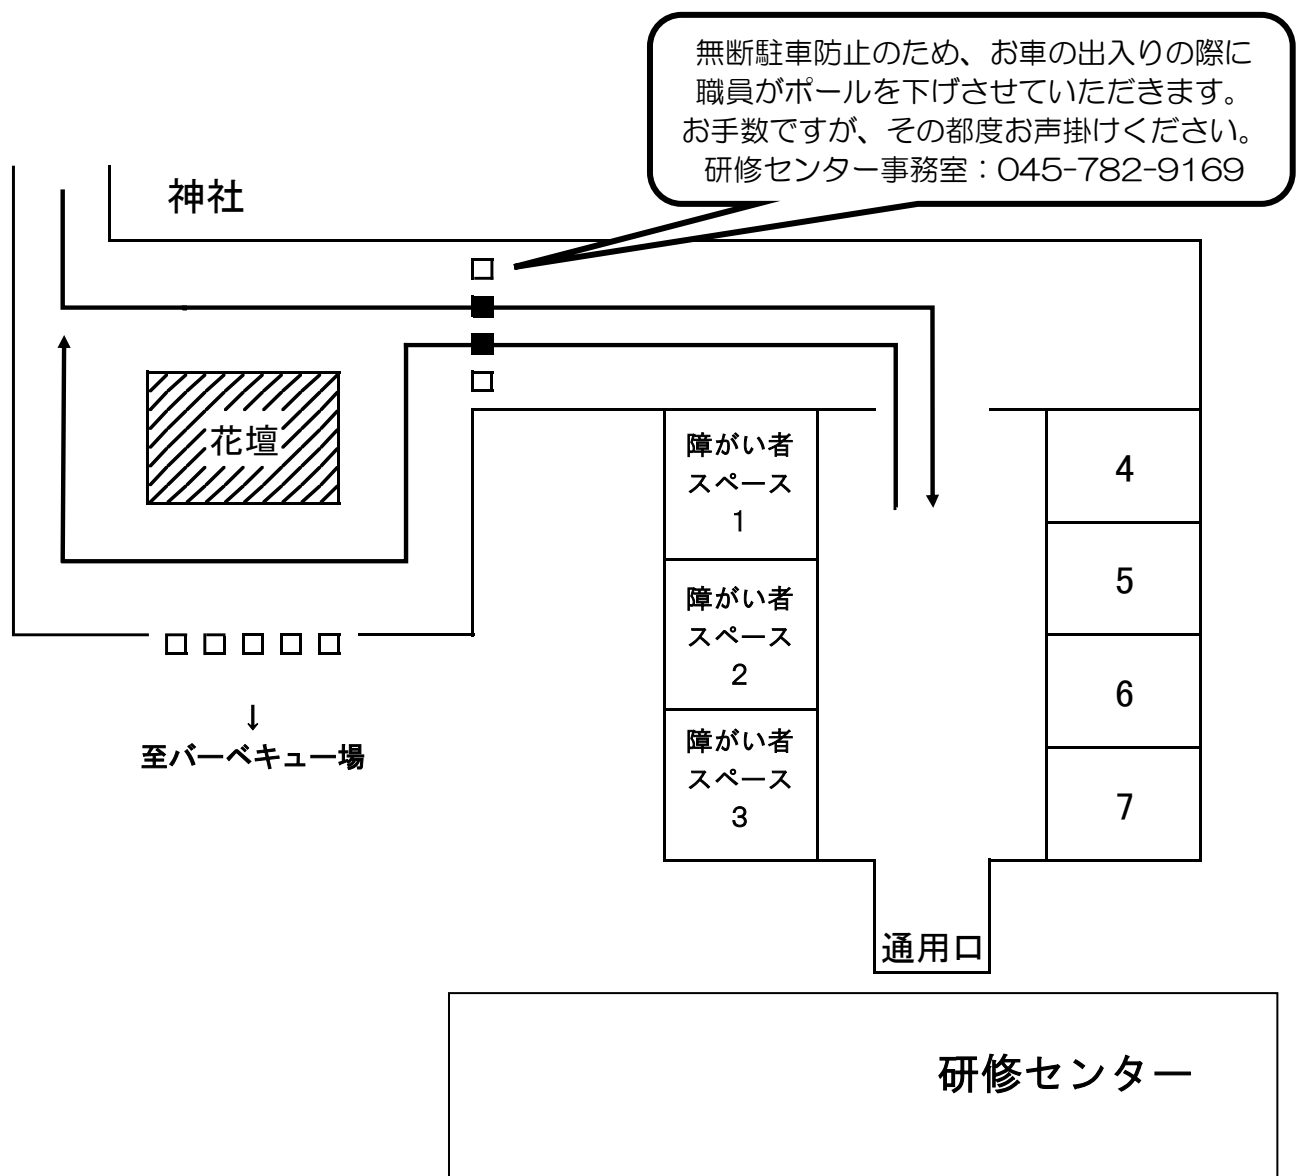 無断駐車防止のため、お車の出入りの際に
職員がポールを下げさせていただきます。
お手数ですが、その都度お声掛けください。
研修センター事務室：045-782-9169
神社
花壇
障がい者
スペース
1
障がい者
スペース
2
障がい者
スペース
3
4
5
6
7
↓
至バーベキュー場
通用口
研修センター